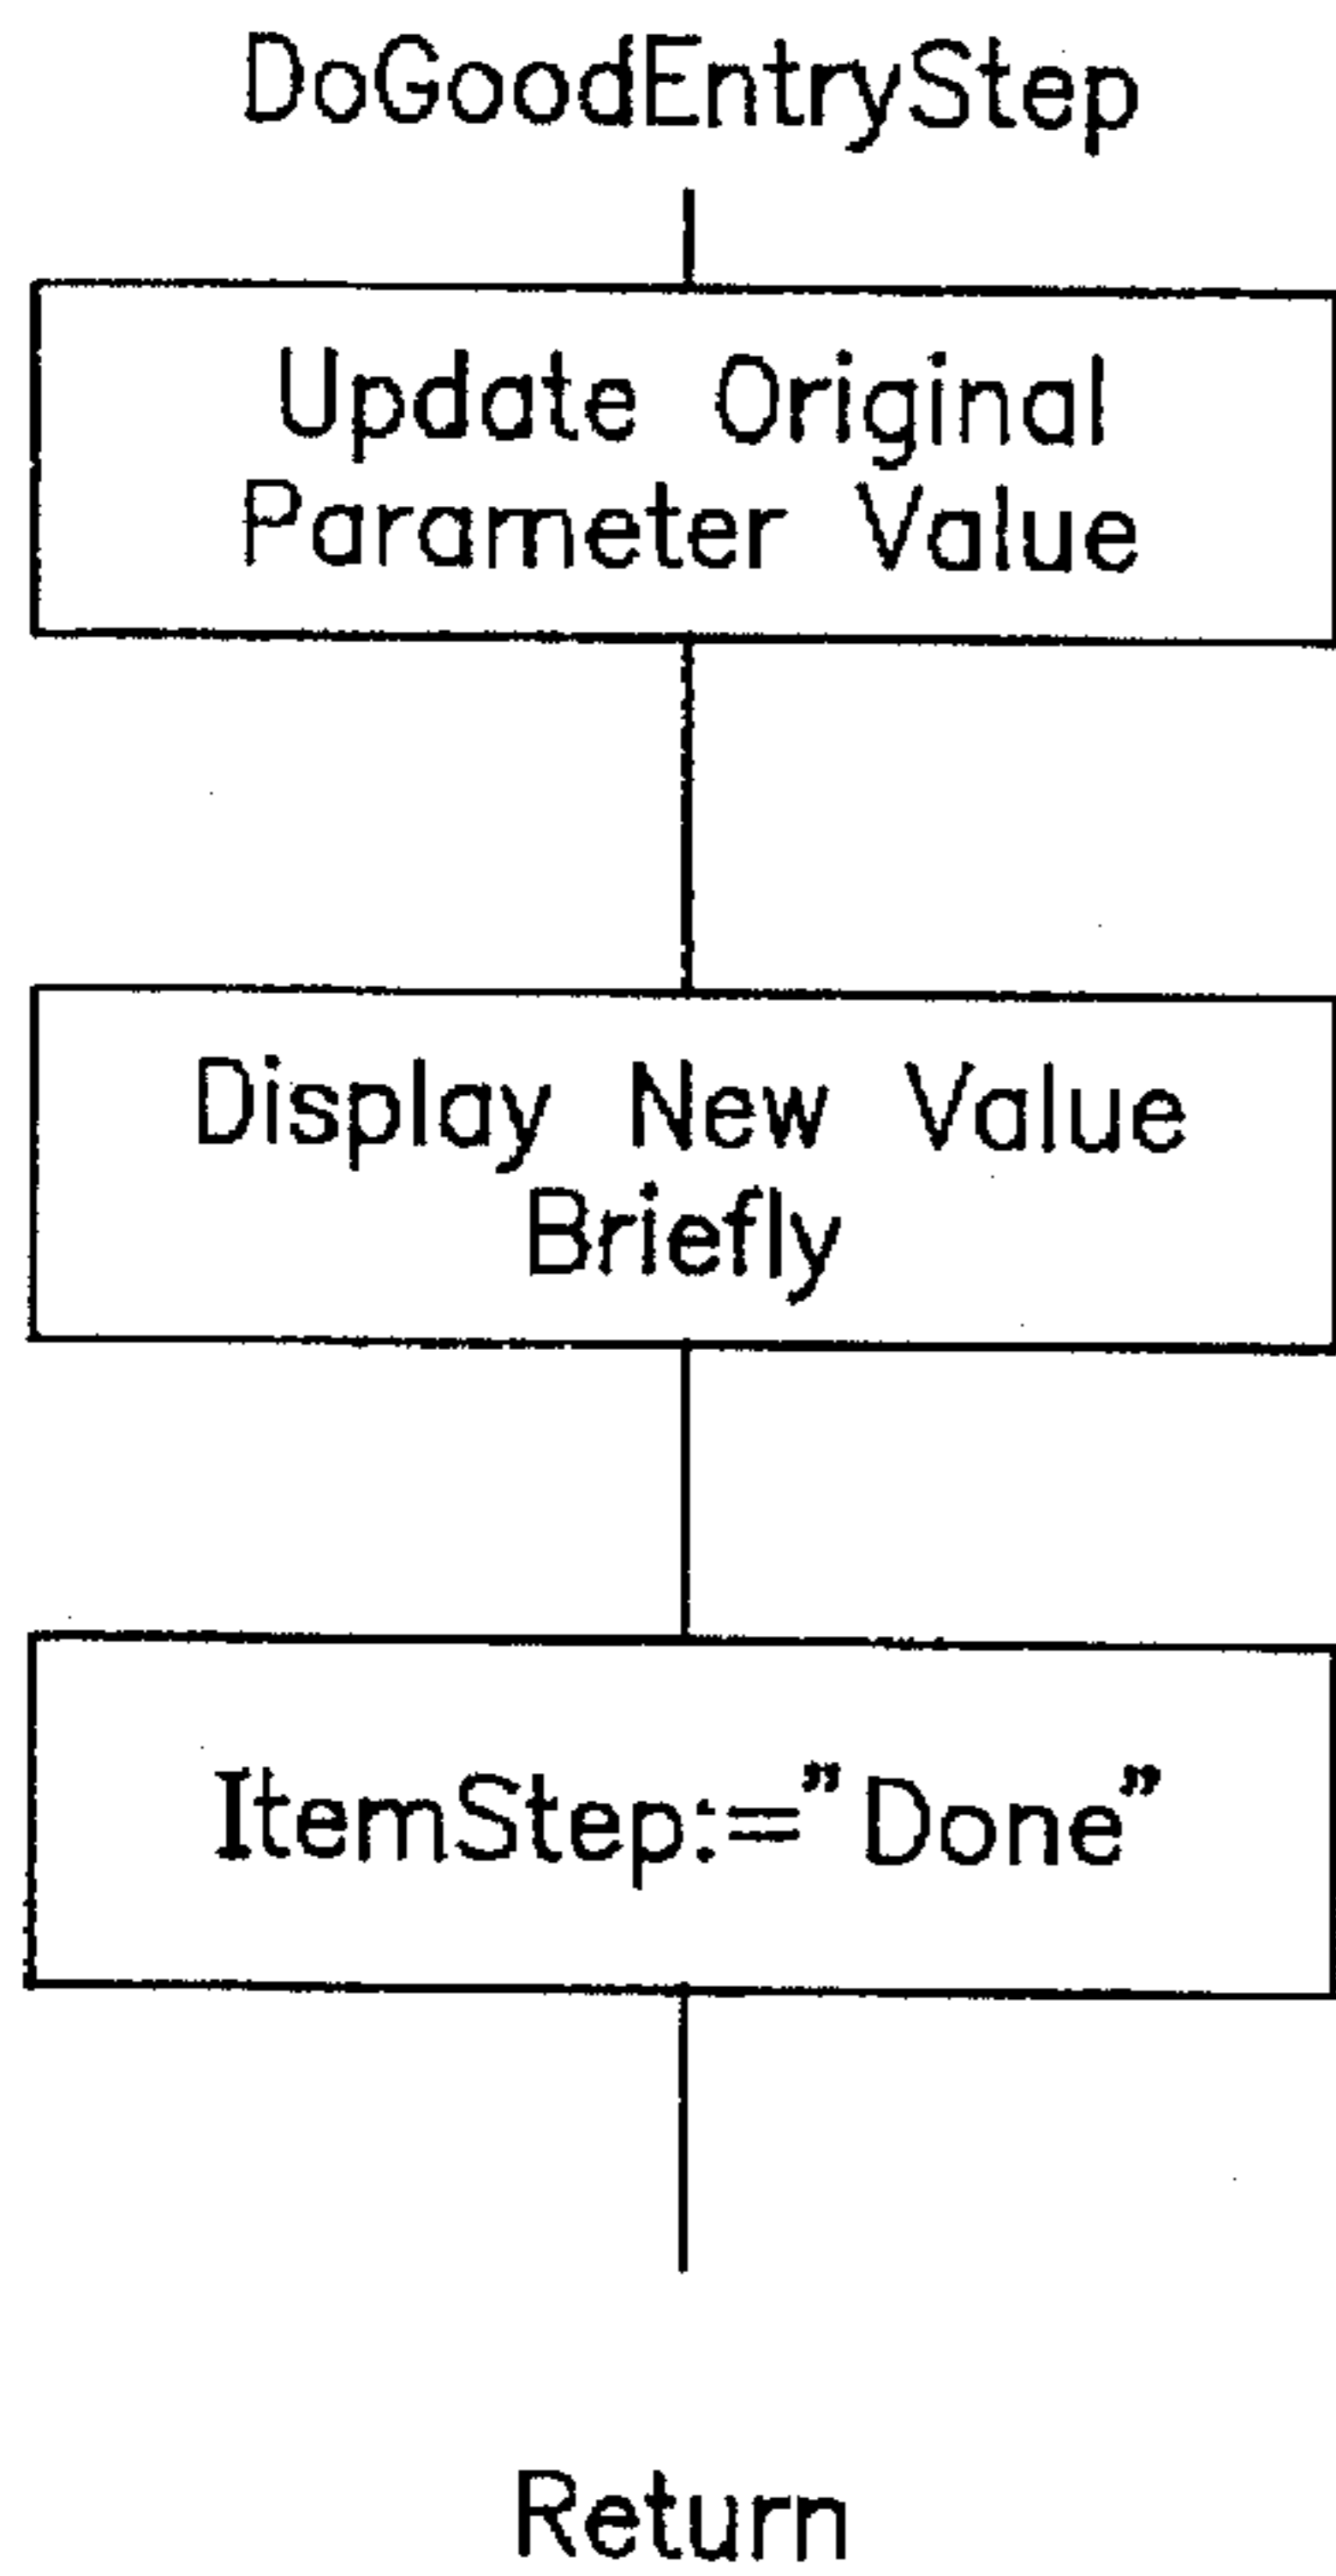 DoGoodEntryStep
Update Original
Parameter Value
Display New Value
Briefly
ItemStep:=”Done”
Return